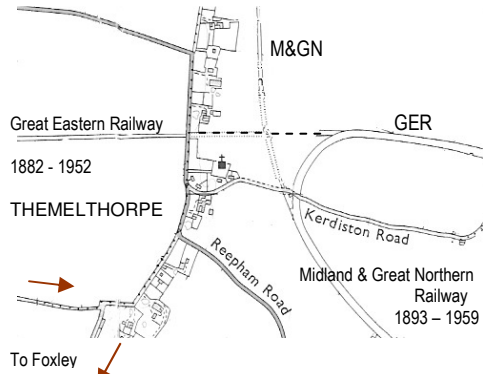 M&GN
Great Eastern Railway
GER
1882 - 1952
THEMELTHORPE
Kerdiston Road
Reepham Road
Midland & Great Northern
Railway
1893 – 1959
To Foxley